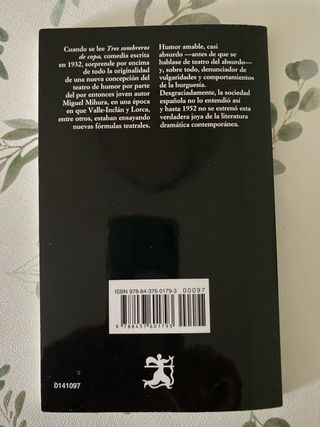 Cuando se lee Tres sombreros
de copa, comedia escrita
en 1932, sorprende por encima
de todo la originalidad
de una nueva concepción del
teatro de humor por parte
del por entonces joven autor
Miguel Mihura, en una época
en que Valle-Inclán y Lorca,
entre otros, estaban ensayando
nuevas fórmulas teatrales.
Humor amable, casi
absurdo —antes de que se
hablase de teatro del absurdo—
y, sobre todo, denunciador de
vulgaridades y comportamientos
de la burguesía.
Desgraciadamente, la sociedad
española no lo entendió así
y hasta 1952 no se estrenó esta
verdadera joya de la literatura
dramática contemporánea.
ISBN 978-84-376-0179-3
00097
9 788437 601793
0141097